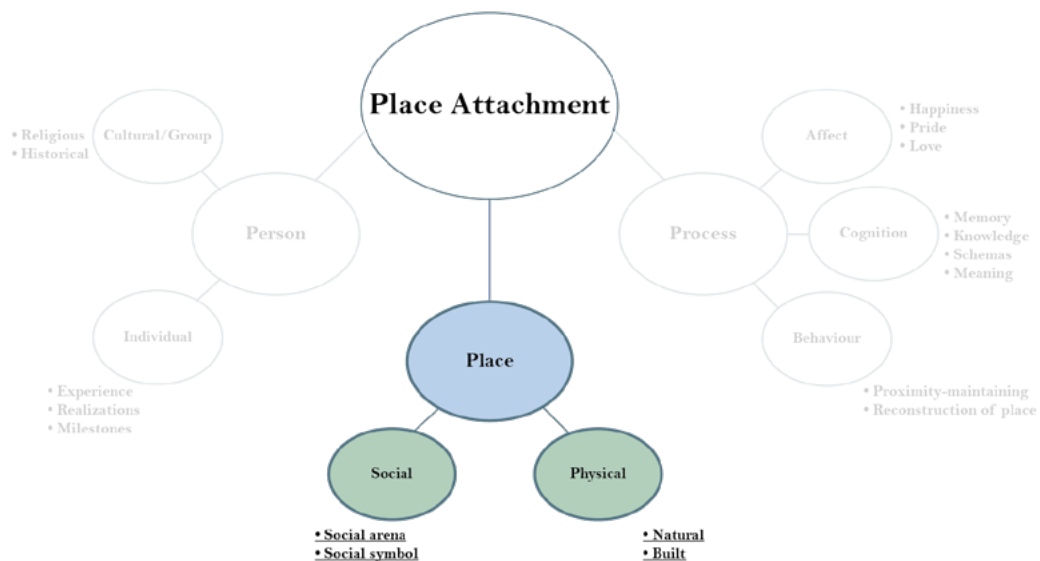 Place Attachment
Cultural/Group
• Religious
• Historical
Person
Individual
• Experience
• Realizations
• Milestones
Process
Affect
• Happiness
• Pride
• Love
Cognition
• Memory
• Knowledge
• Schemas
• Meaning
Behaviour
• Proximity-maintaining
• Reconstruction of place
Place
Social
• Social arena
• Social symbol
Physical
• Natural
• Built